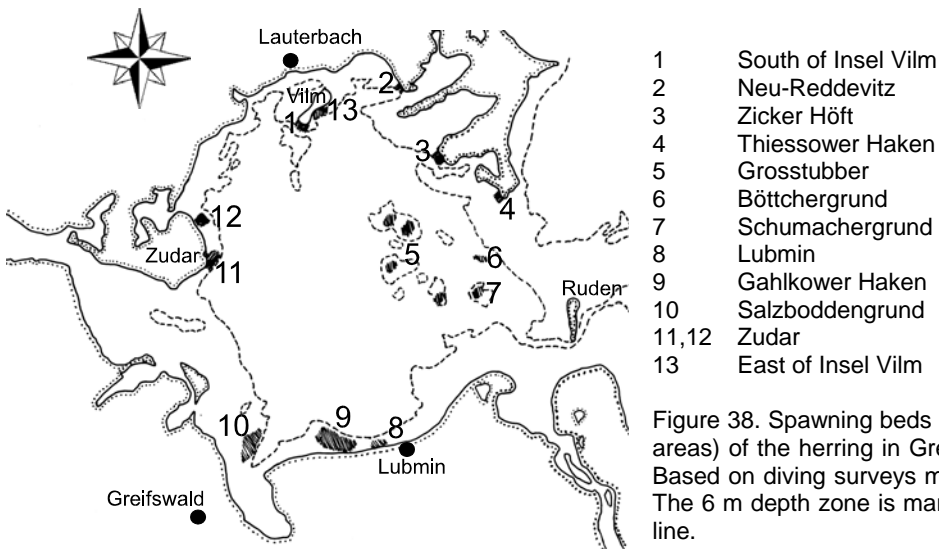 Lauterbach
2
Vilm
13
1
3
4
12
Zudar
11
5
6
7
Ruden
10
9
8
Lubmin
Greifswald
1 South of Insel Vilm
2 Neu-Reddevitz
3 Zicker Höft
4 Thiessower Haken
5 Grosstubber
6 Böttchergrund
7 Schumachergrund
8 Lubmin
9 Gahlkower Haken
10 Salzboddengrund
11,12 Zudar
13 East of Insel Vilm
Figure 38. Spawning beds
areas) of the herring in Gre
Based on diving surveys m
The 6 m depth zone is mar
line.